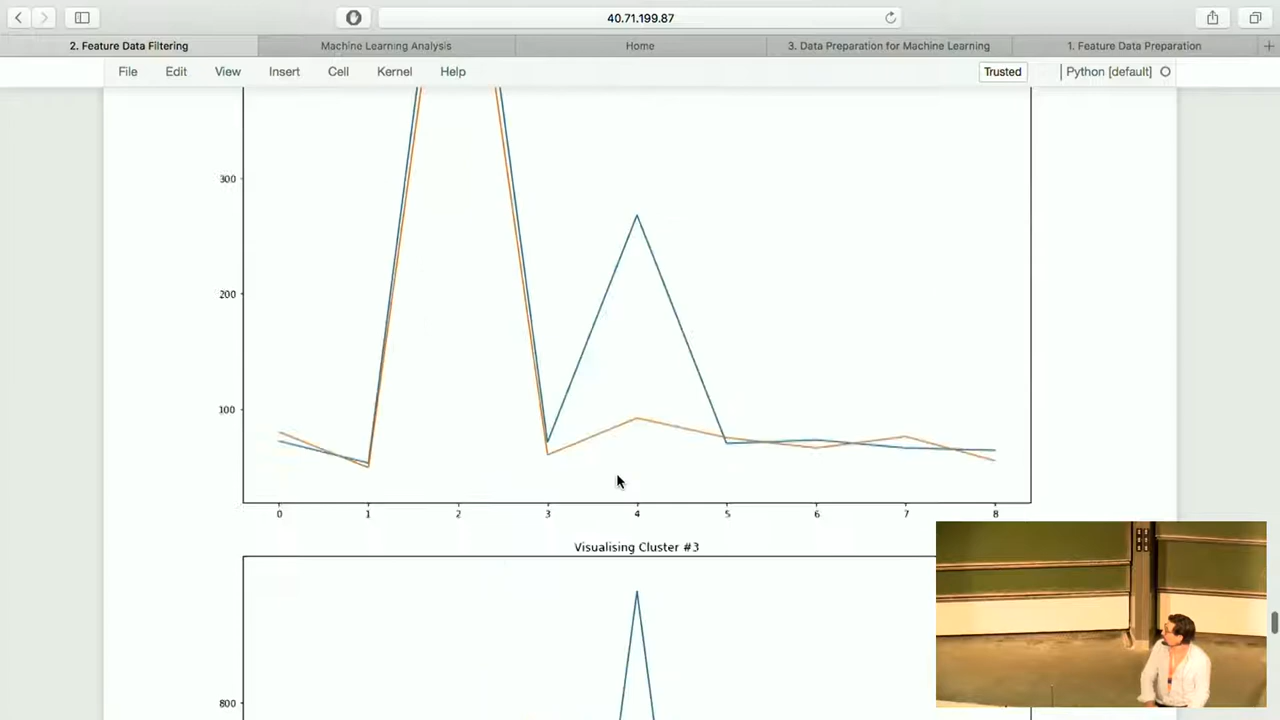 40.71.199.87
2. Feature Data Filtering
Machine Learning Analysis
Home
3. Data Preparation for Machine Learning
1. Feature Data Preparation
File Edit View Insert Cell Kernel Help
Trusted
Python [default]
300
200
100
0 1 2 3 4 5 6 7 8
Visualising Cluster #3
800